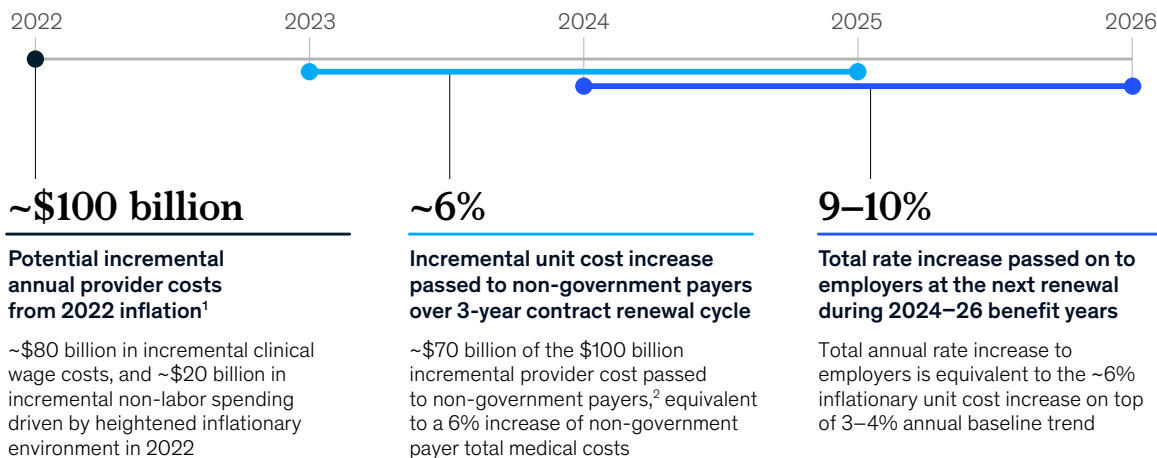 2022 2023 2024 2025 2026
~$100 billion
Potential incremental
annual provider costs
from 2022 inflation¹
~$80 billion in incremental clinical
wage costs, and ~$20 billion in
incremental non-labor spending
driven by heightened inflationary
environment in 2022
~6%
Incremental unit cost increase
passed to non-government payers
over 3-year contract renewal cycle
~$70 billion of the $100 billion
incremental provider cost passed
to non-government payers,² equivalent
to a 6% increase of non-government
payer total medical costs
9–10%
Total rate increase passed on to
employers at the next renewal
during 2024–26 benefit years
Total annual rate increase to
employers is equivalent to the ~6%
inflationary unit cost increase on top
of 3–4% annual baseline trend